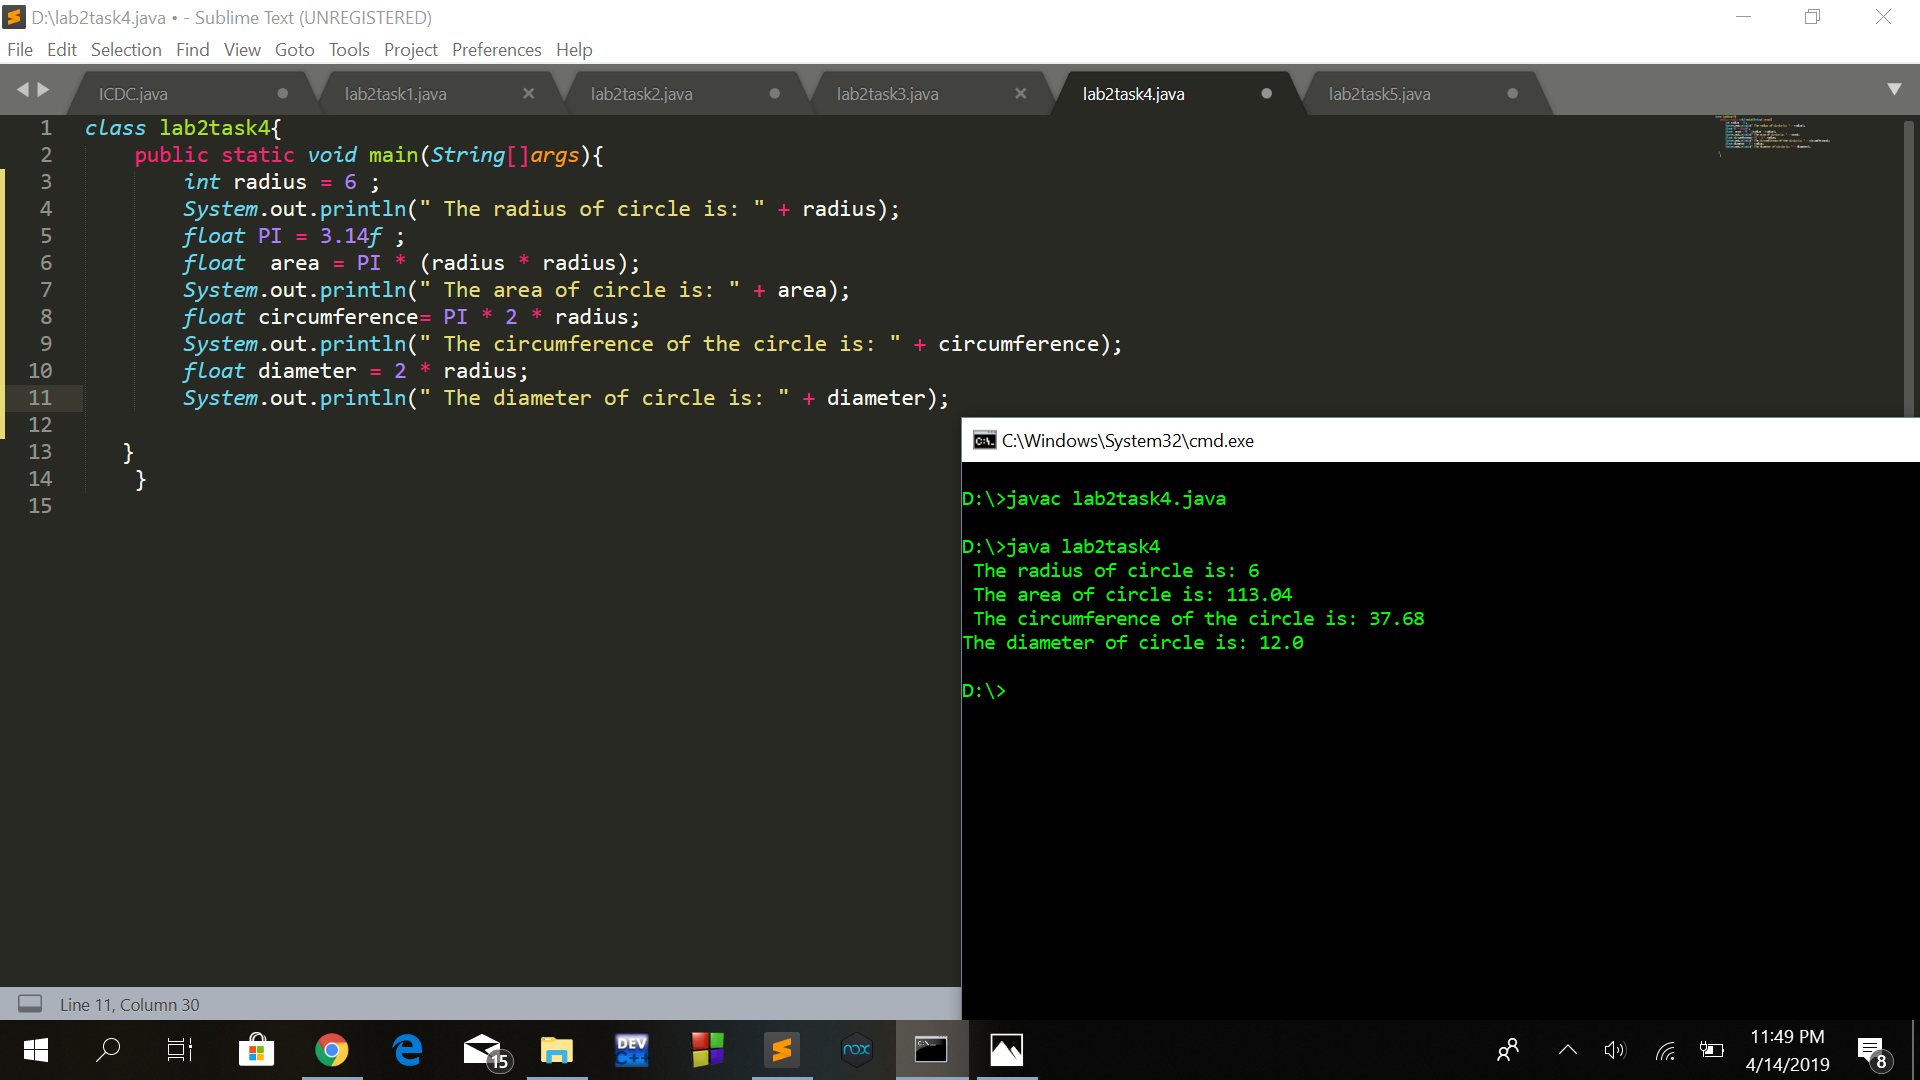 D:\lab2task4.java • - Sublime Text (UNREGISTERED)
File Edit Selection Find View Goto Tools Project Preferences Help
ICDC.java lab2task1.java lab2task2.java lab2task3.java lab2task4.java lab2task5.java
1 class lab2task4{
2 public static void main(String[]args){
3 int radius = 6 ;
4 System.out.println(" The radius of circle is: " + radius);
5 float PI = 3.14f ;
6 float  area = PI * (radius * radius);
7 System.out.println(" The area of circle is: " + area);
8 float circumference= PI * 2 * radius;
9 System.out.println(" The circumference of the circle is: " + circumference);
10 float diameter = 2 * radius;
11 System.out.println(" The diameter of circle is: " + diameter);
12
13 }
14 }
15
C:\Windows\System32\cmd.exe
D:\>javac lab2task4.java
D:\>java lab2task4
The radius of circle is: 6
The area of circle is: 113.04
The circumference of the circle is: 37.68
The diameter of circle is: 12.0
D:\>
Line 11, Column 30
15
DEV
C++
nox
11:49 PM
4/14/2019
8